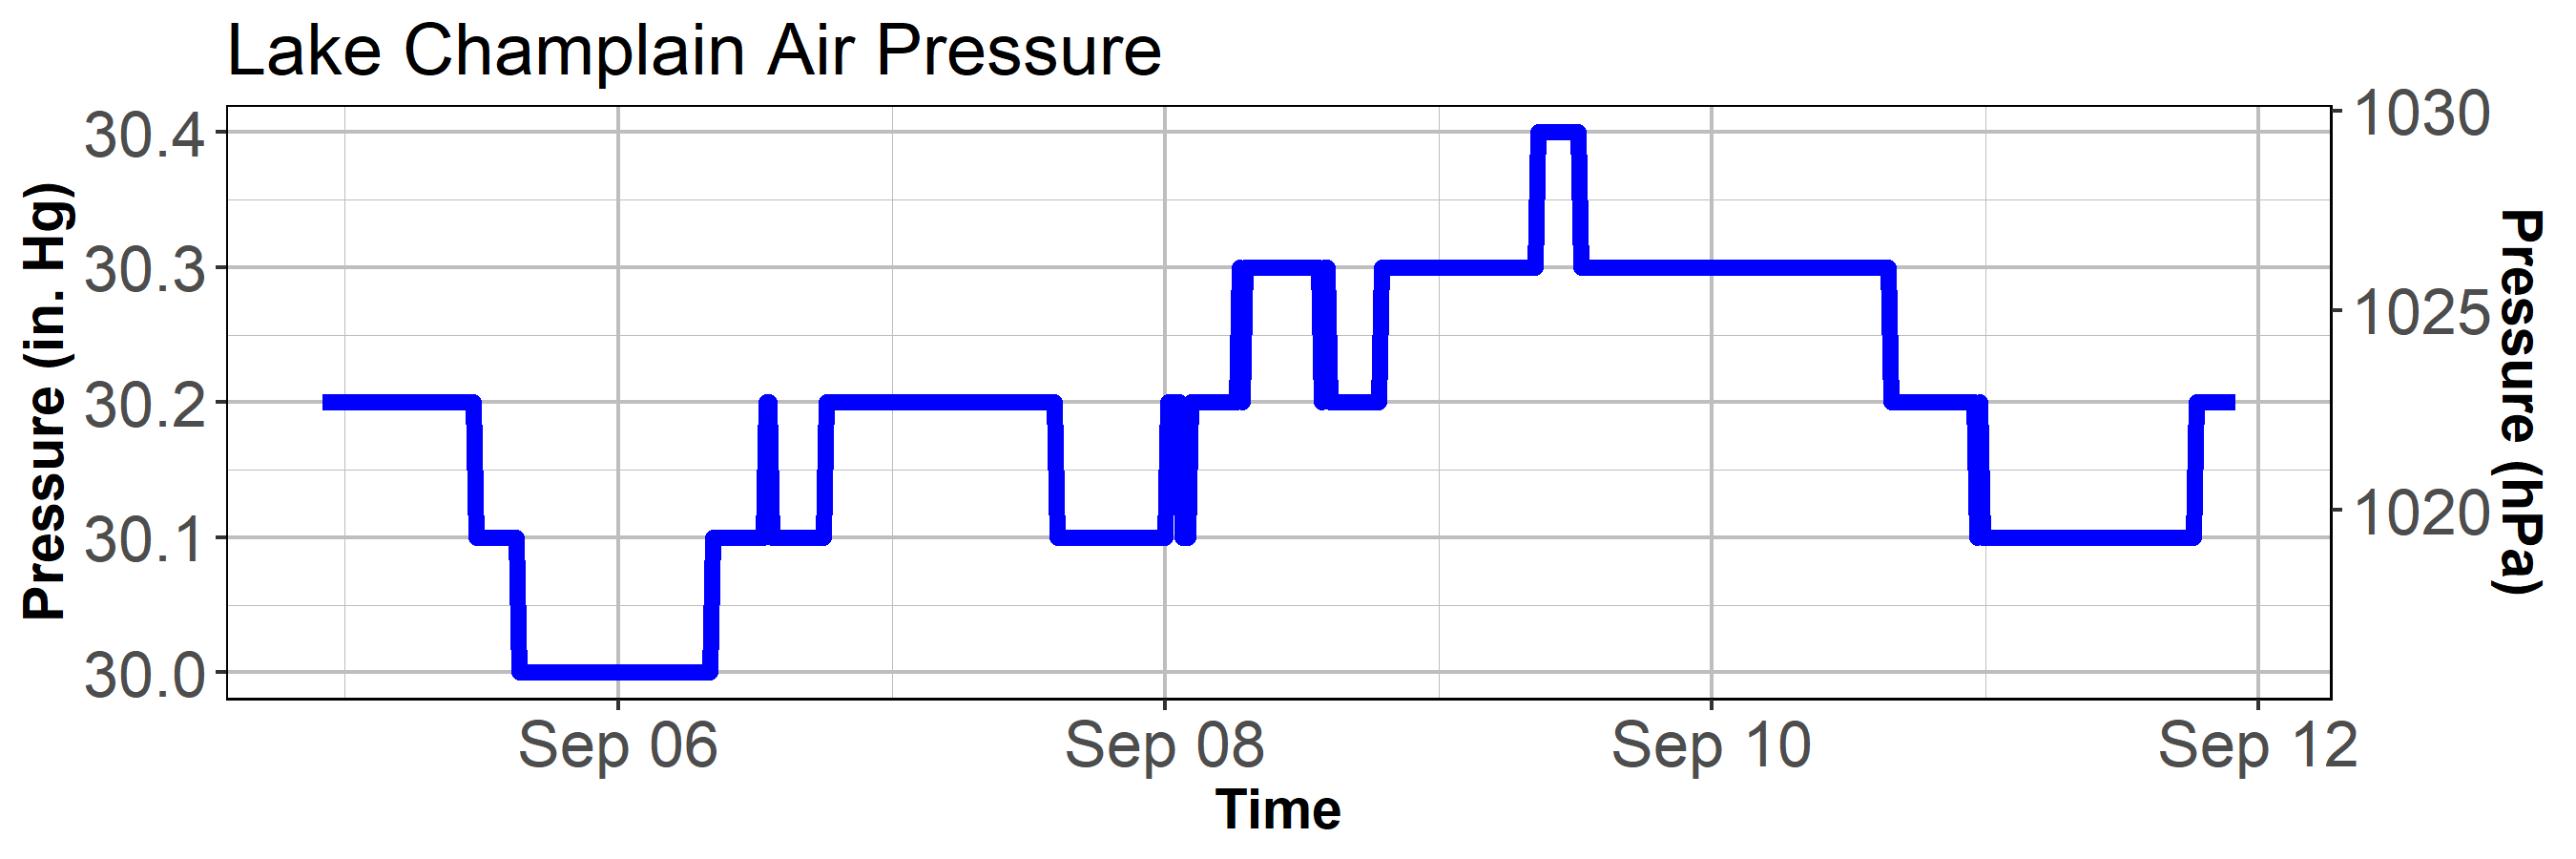 Lake Champlain Air Pressure
Pressure (in. Hg)
30.4
30.3
30.2
30.1
30.0
1030
1025
1020
Pressure (hPa)
Sep 06 Sep 08 Sep 10 Sep 12
Time